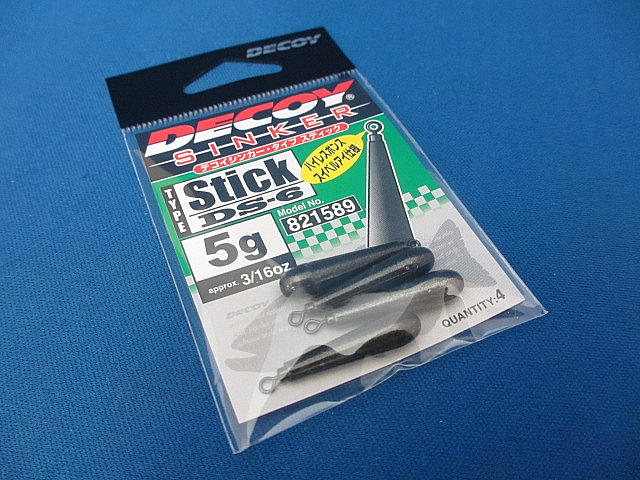 DECOY
DECOY®
SINKER
デコイシンカー・タイプスティック
TYPE
Stick
DS-6
ハイレスポンス
スイベルアイ仕様
Model No.
821589
5g
approx. 3/16oz
DECOY
QUANTITY:4